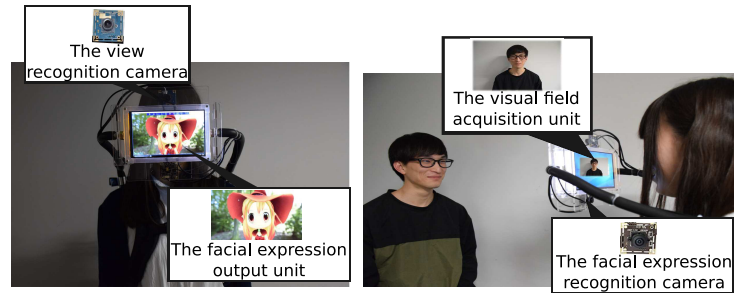 The view
recognition camera
The facial expression
output unit
The visual field
acquisition unit
The facial expression
recognition camera